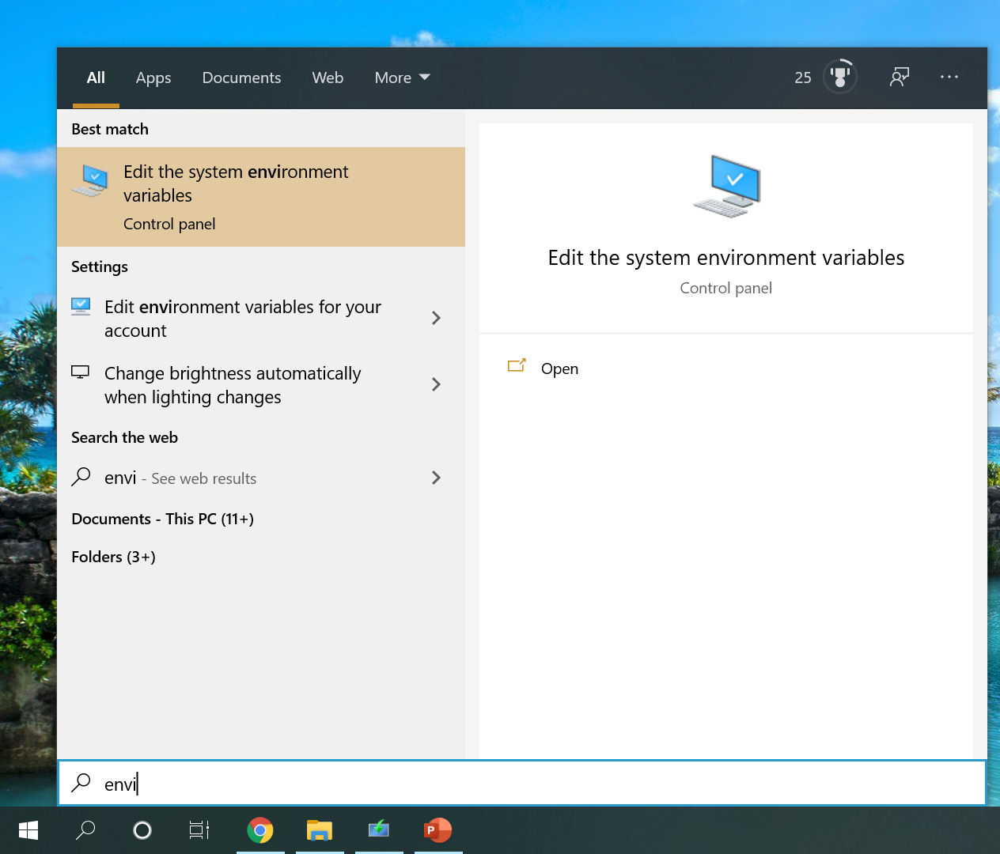 All Apps Documents Web More 25
Best match
Edit the system environment
variables
Control panel
Settings
Edit environment variables for your
account
Change brightness automatically
when lighting changes
Search the web
envi - See web results
Documents - This PC (11+)
Folders (3+)
Edit the system environment variables
Control panel
Open
envi
P